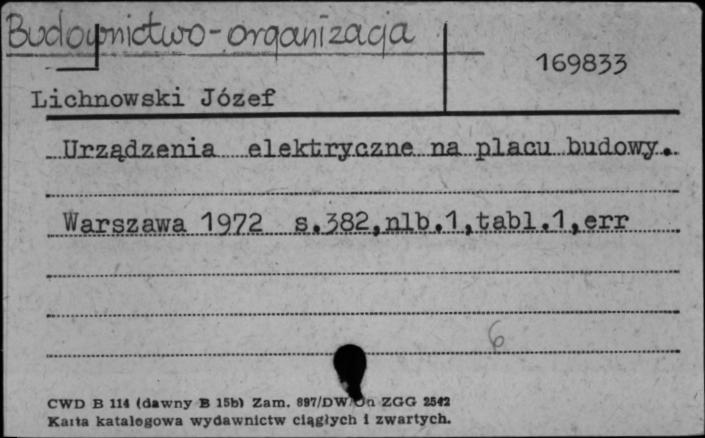 Budownictwo-organizacja
169833
Lichnowski Józef
Urządzenia elektryczne na placu budowy.
Warszawa 1972 s.382,nlb.1,tabl.1,err
6
CWD B 114 (dawny B 15b) Zam. 897/DW/Gn ZGG 2542
Karta katalogowa wydawnictw ciągłych i zwartych.